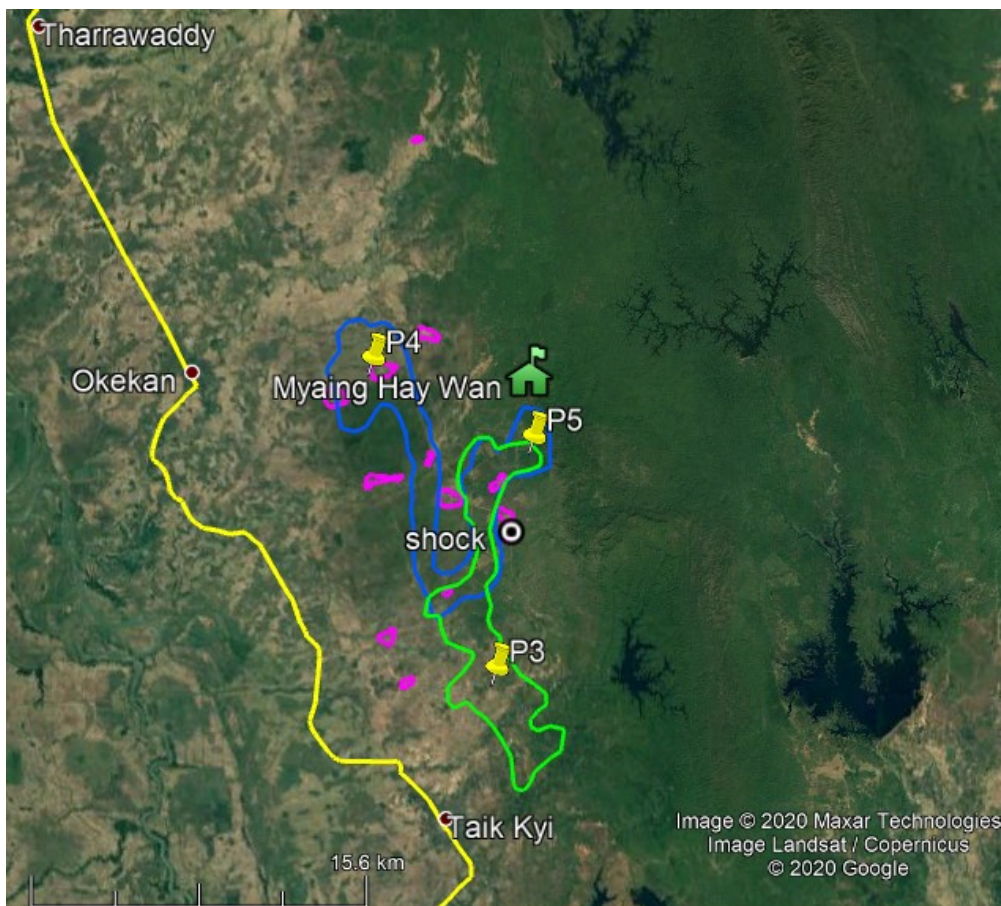 Tharrawaddy
P4
Okekan
Myaing Hay Wan
P5
shock
P3
Taik Kyi
Image © 2020 Maxar Technologies
Image Landsat / Copernicus
© 2020 Google
15.6 km